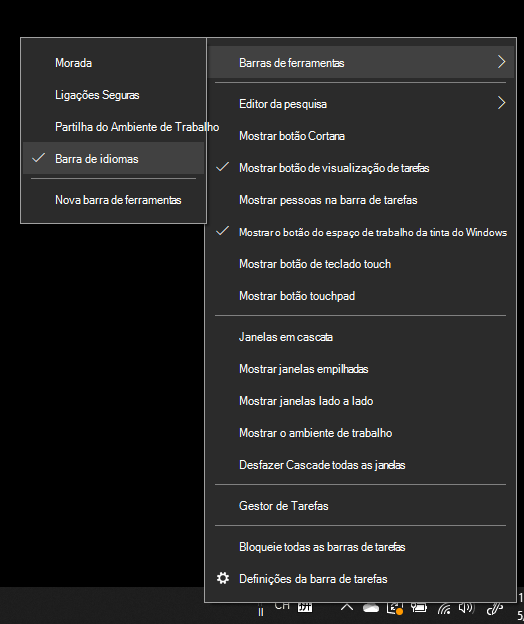 Morada
Ligações Seguras
Partilha do Ambiente de Trabalho
Barra de idiomas
Nova barra de ferramentas
Barras de ferramentas
Editor da pesquisa
Mostrar botão Cortana
Mostrar botão de visualização de tarefas
Mostrar pessoas na barra de tarefas
Mostrar o botão do espaço de trabalho da tinta do Windows
Mostrar botão de teclado touch
Mostrar botão touchpad
Janelas em cascata
Mostrar janelas empilhadas
Mostrar janelas lado a lado
Mostrar o ambiente de trabalho
Desfazer Cascade todas as janelas
Gestor de Tarefas
Bloqueie todas as barras de tarefas
Definições da barra de tarefas
CH 拼